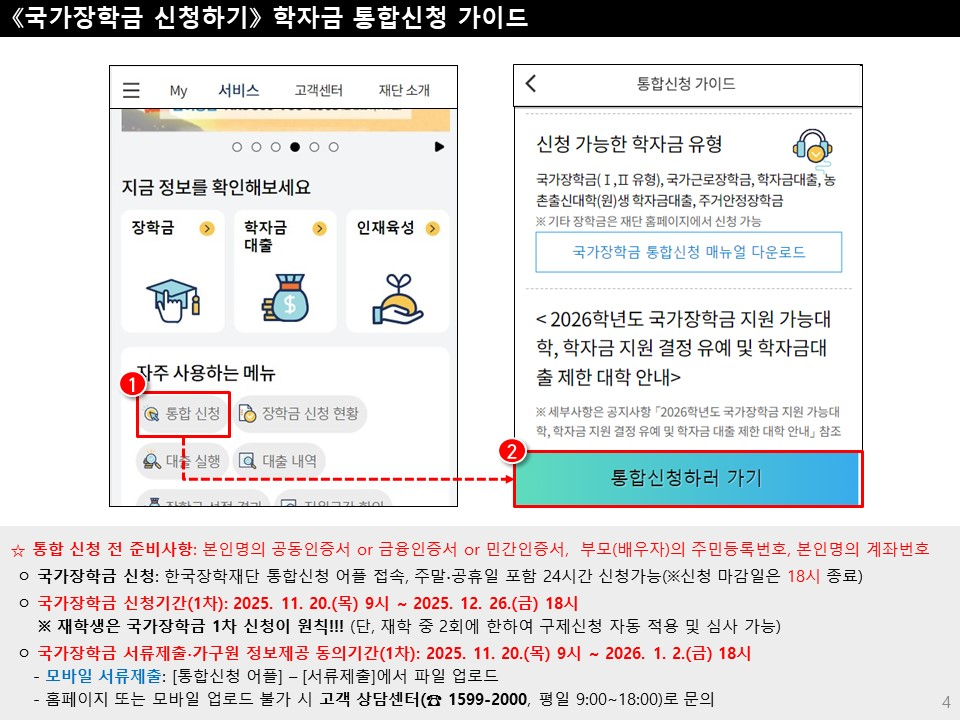 《국가장학금 신청하기》 학자금 통합신청 가이드
My 서비스 고객센터 재단 소개
지금 정보를 확인해보세요
장학금
학자금
대출
인재육성
자주 사용하는 메뉴
1
통합 신청
장학금 신청 현황
대출 실행
대출 내역
통합신청 가이드
신청 가능한 학자금 유형
국가장학금(Ⅰ,Ⅱ 유형), 국가근로장학금, 학자금대출, 농
촌출신대학(원)생 학자금대출, 주거안정장학금
※ 기타 장학금은 재단 홈페이지에서 신청 가능
국가장학금 통합신청 매뉴얼 다운로드
< 2026학년도 국가장학금 지원 가능대
학, 학자금 지원 결정 유예 및 학자금대
출 제한 대학 안내>
※ 세부사항은 공지사항 「2026학년도 국가장학금 지원 가능대
학, 학자금 지원 결정 유예 및 학자금 대출 제한 대학 안내」 참조
2
통합신청하러 가기
☆ 통합 신청 전 준비사항: 본인명의 공동인증서 or 금융인증서 or 민간인증서, 부모(배우자)의 주민등록번호, 본인명의 계좌번호
○ 국가장학금 신청: 한국장학재단 통합신청 어플 접속, 주말·공휴일 포함 24시간 신청가능(※신청 마감일은 18시 종료)
○ 국가장학금 신청기간(1차): 2025. 11. 20.(목) 9시 ~ 2025. 12. 26.(금) 18시
※ 재학생은 국가장학금 1차 신청이 원칙!!! (단, 재학 중 2회에 한하여 구제신청 자동 적용 및 심사 가능)
○ 국가장학금 서류제출·가구원 정보제공 동의기간(1차): 2025. 11. 20.(목) 9시 ~ 2026. 1. 2.(금) 18시
- 모바일 서류제출: [통합신청 어플] – [서류제출]에서 파일 업로드
- 홈페이지 또는 모바일 업로드 불가 시 고객 상담센터(☎ 1599-2000, 평일 9:00~18:00)로 문의
4